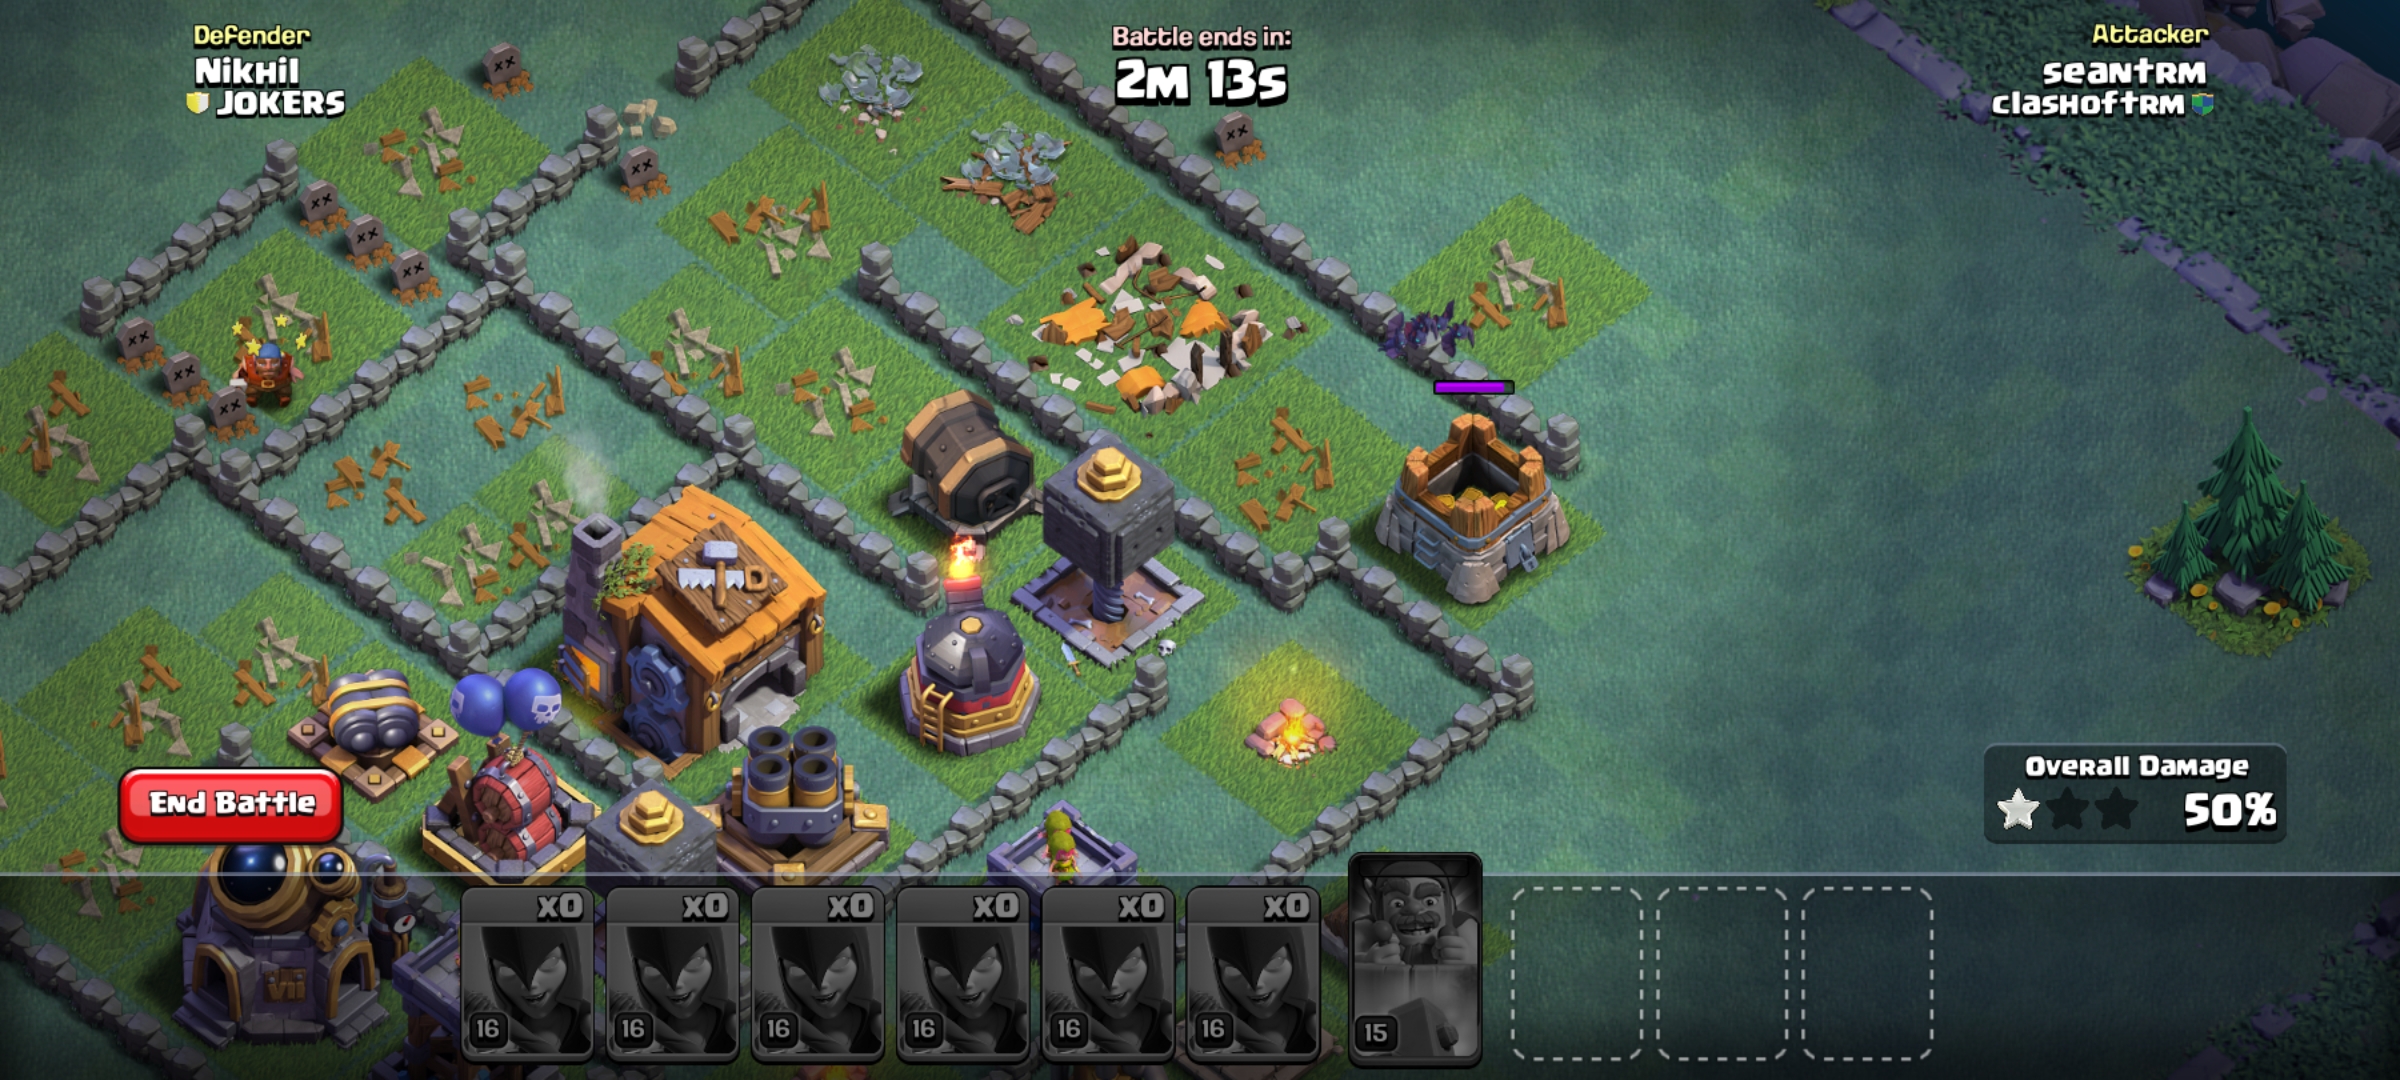 Defender
Nikhil
JOKERS
Battle ends in:
2M 13s
Attacker
seantrm
clashoftrm
End Battle
Overall Damage
50%
VII
x0 x0 x0 x0 x0 x0
16 16 16 16 16 16 15